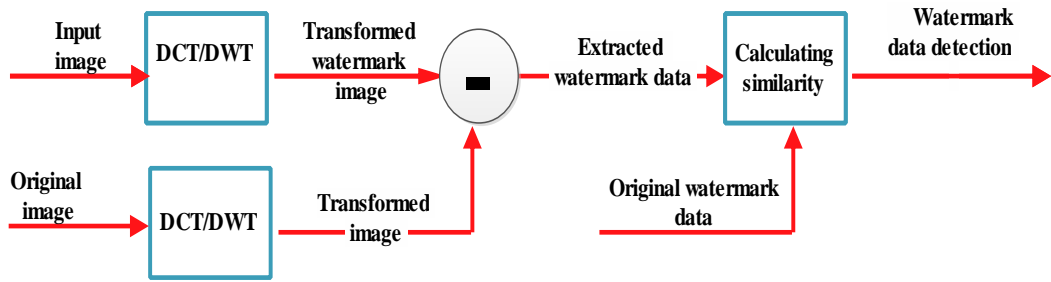 Input
image
DCT/DWT
Transformed
watermark
image
-
Extracted
watermark data
Calculating
similarity
Watermark
data detection
Original
image
DCT/DWT
Transformed
image
Original watermark
data